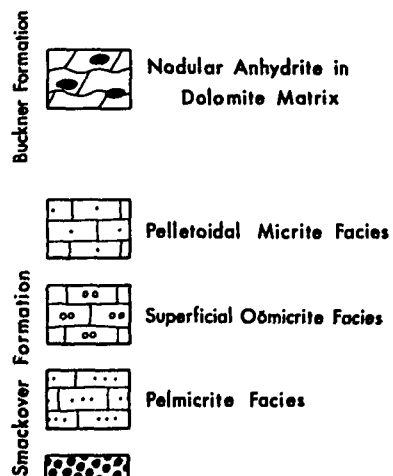 Buckner Formation
Nodular Anhydrite in
Dolomite Matrix
Smackover Formation
Pelletoidal Micrite Facies
Superficial Oömicrite Facies
Pelmicrite Facies